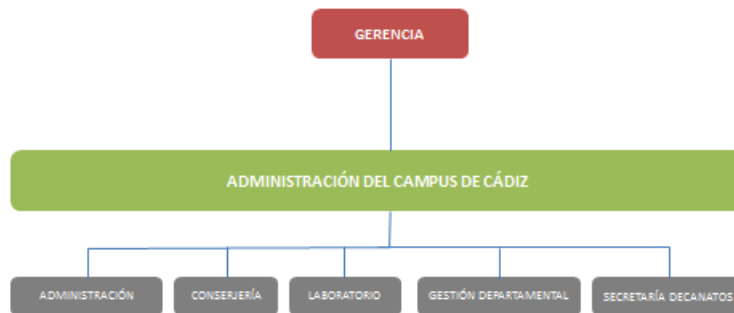 GERENCIA
ADMINISTRACIÓN DEL CAMPUS DE CÁDIZ
ADMINISTRACIÓN
CONSERJERÍA
LABORATORIO
GESTIÓN DEPARTAMENTAL
SECRETARÍA DECANATOS